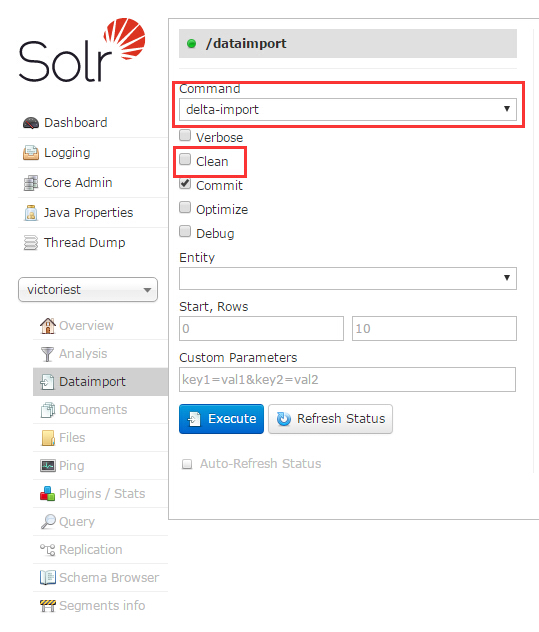 Solr
Dashboard
Logging
Core Admin
Java Properties
Thread Dump
victoriest
Overview
Analysis
Dataimport
Documents
Files
Ping
Plugins / Stats
Query
Replication
Schema Browser
Segments info
/dataimport
Command
delta-import
Verbose
Clean
Commit
Optimize
Debug
Entity
Start, Rows
0 10
Custom Parameters
key1=val1&key2=val2
Execute Refresh Status
Auto-Refresh Status